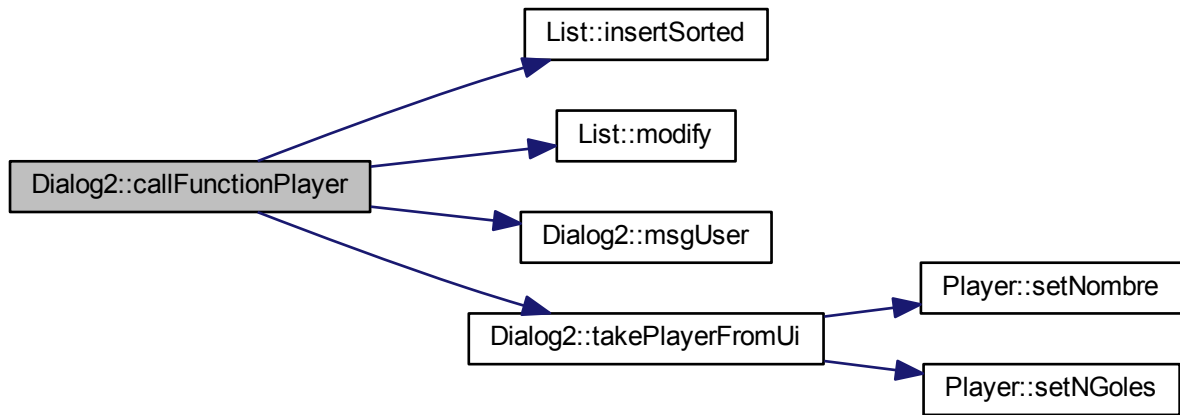 List::insertSorted
List::modify
Dialog2::callFunctionPlayer
Dialog2::msgUser
Player::setNombre
Dialog2::takePlayerFromUi
Player::setNGoles